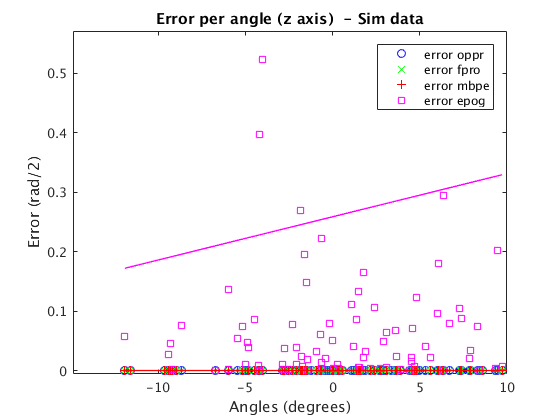 Error per angle (z axis) - Sim data
error oppr
error fpro
error mbpe
error epog
0.5
0.4
0.3
0.2
0.1
0
Error (rad/2)
-10
-5
0
5
10
Angles (degrees)